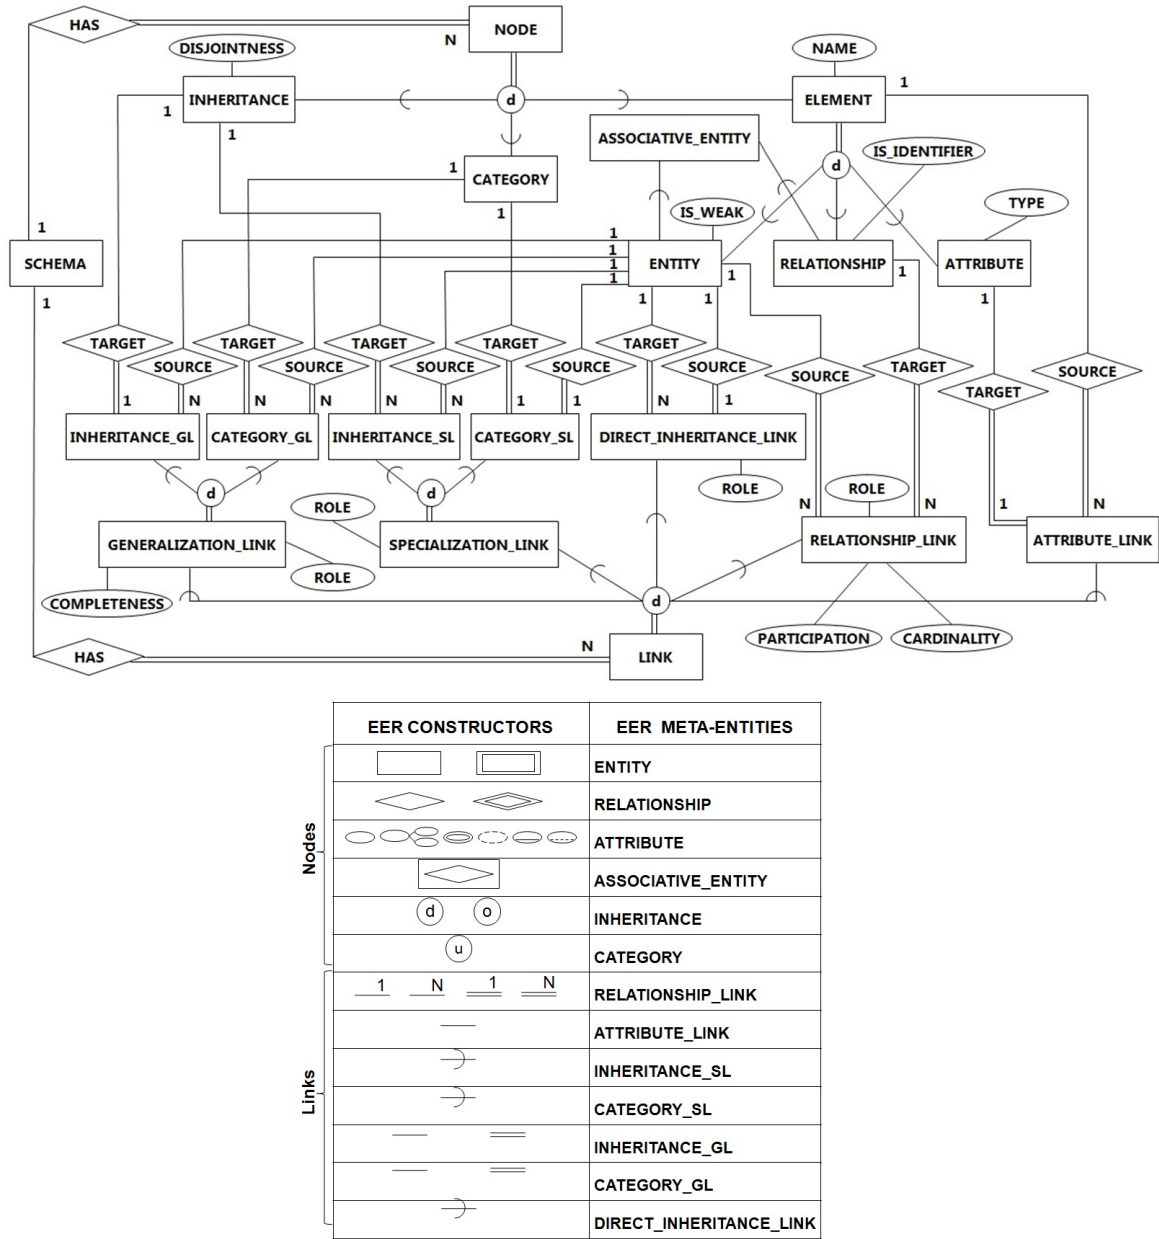 HAS
NODE
N
DISJOINTNESS
NAME
INHERITANCE
d
ELEMENT
1
1
1
ASSOCIATIVE_ENTITY
IS_IDENTIFIER
d
1
CATEGORY
1
IS_WEAK
TYPE
1
SCHEMA
1
1
1
1
ENTITY
RELATIONSHIP
ATTRIBUTE
1
1
1
1
1
1
TARGET
SOURCE
TARGET
SOURCE
TARGET
SOURCE
TARGET
SOURCE
TARGET
SOURCE
SOURCE
TARGET
TARGET
SOURCE
1
N
N
N
N
N
1
1
N
1
INHERITANCE_GL
CATEGORY_GL
INHERITANCE_SL
CATEGORY_SL
DIRECT_INHERITANCE_LINK
d
d
ROLE
ROLE
ROLE
N
N
1
N
GENERALIZATION_LINK
SPECIALIZATION_LINK
RELATIONSHIP_LINK
ATTRIBUTE_LINK
ROLE
COMPLETENESS
d
PARTICIPATION
CARDINALITY
HAS
N
LINK
EER CONSTRUCTORS
EER META-ENTITIES
Nodes
ENTITY
RELATIONSHIP
ATTRIBUTE
ASSOCIATIVE_ENTITY
d o
INHERITANCE
u
CATEGORY
Links
1 N 1 N
RELATIONSHIP_LINK
ATTRIBUTE_LINK
INHERITANCE_SL
CATEGORY_SL
INHERITANCE_GL
CATEGORY_GL
DIRECT_INHERITANCE_LINK